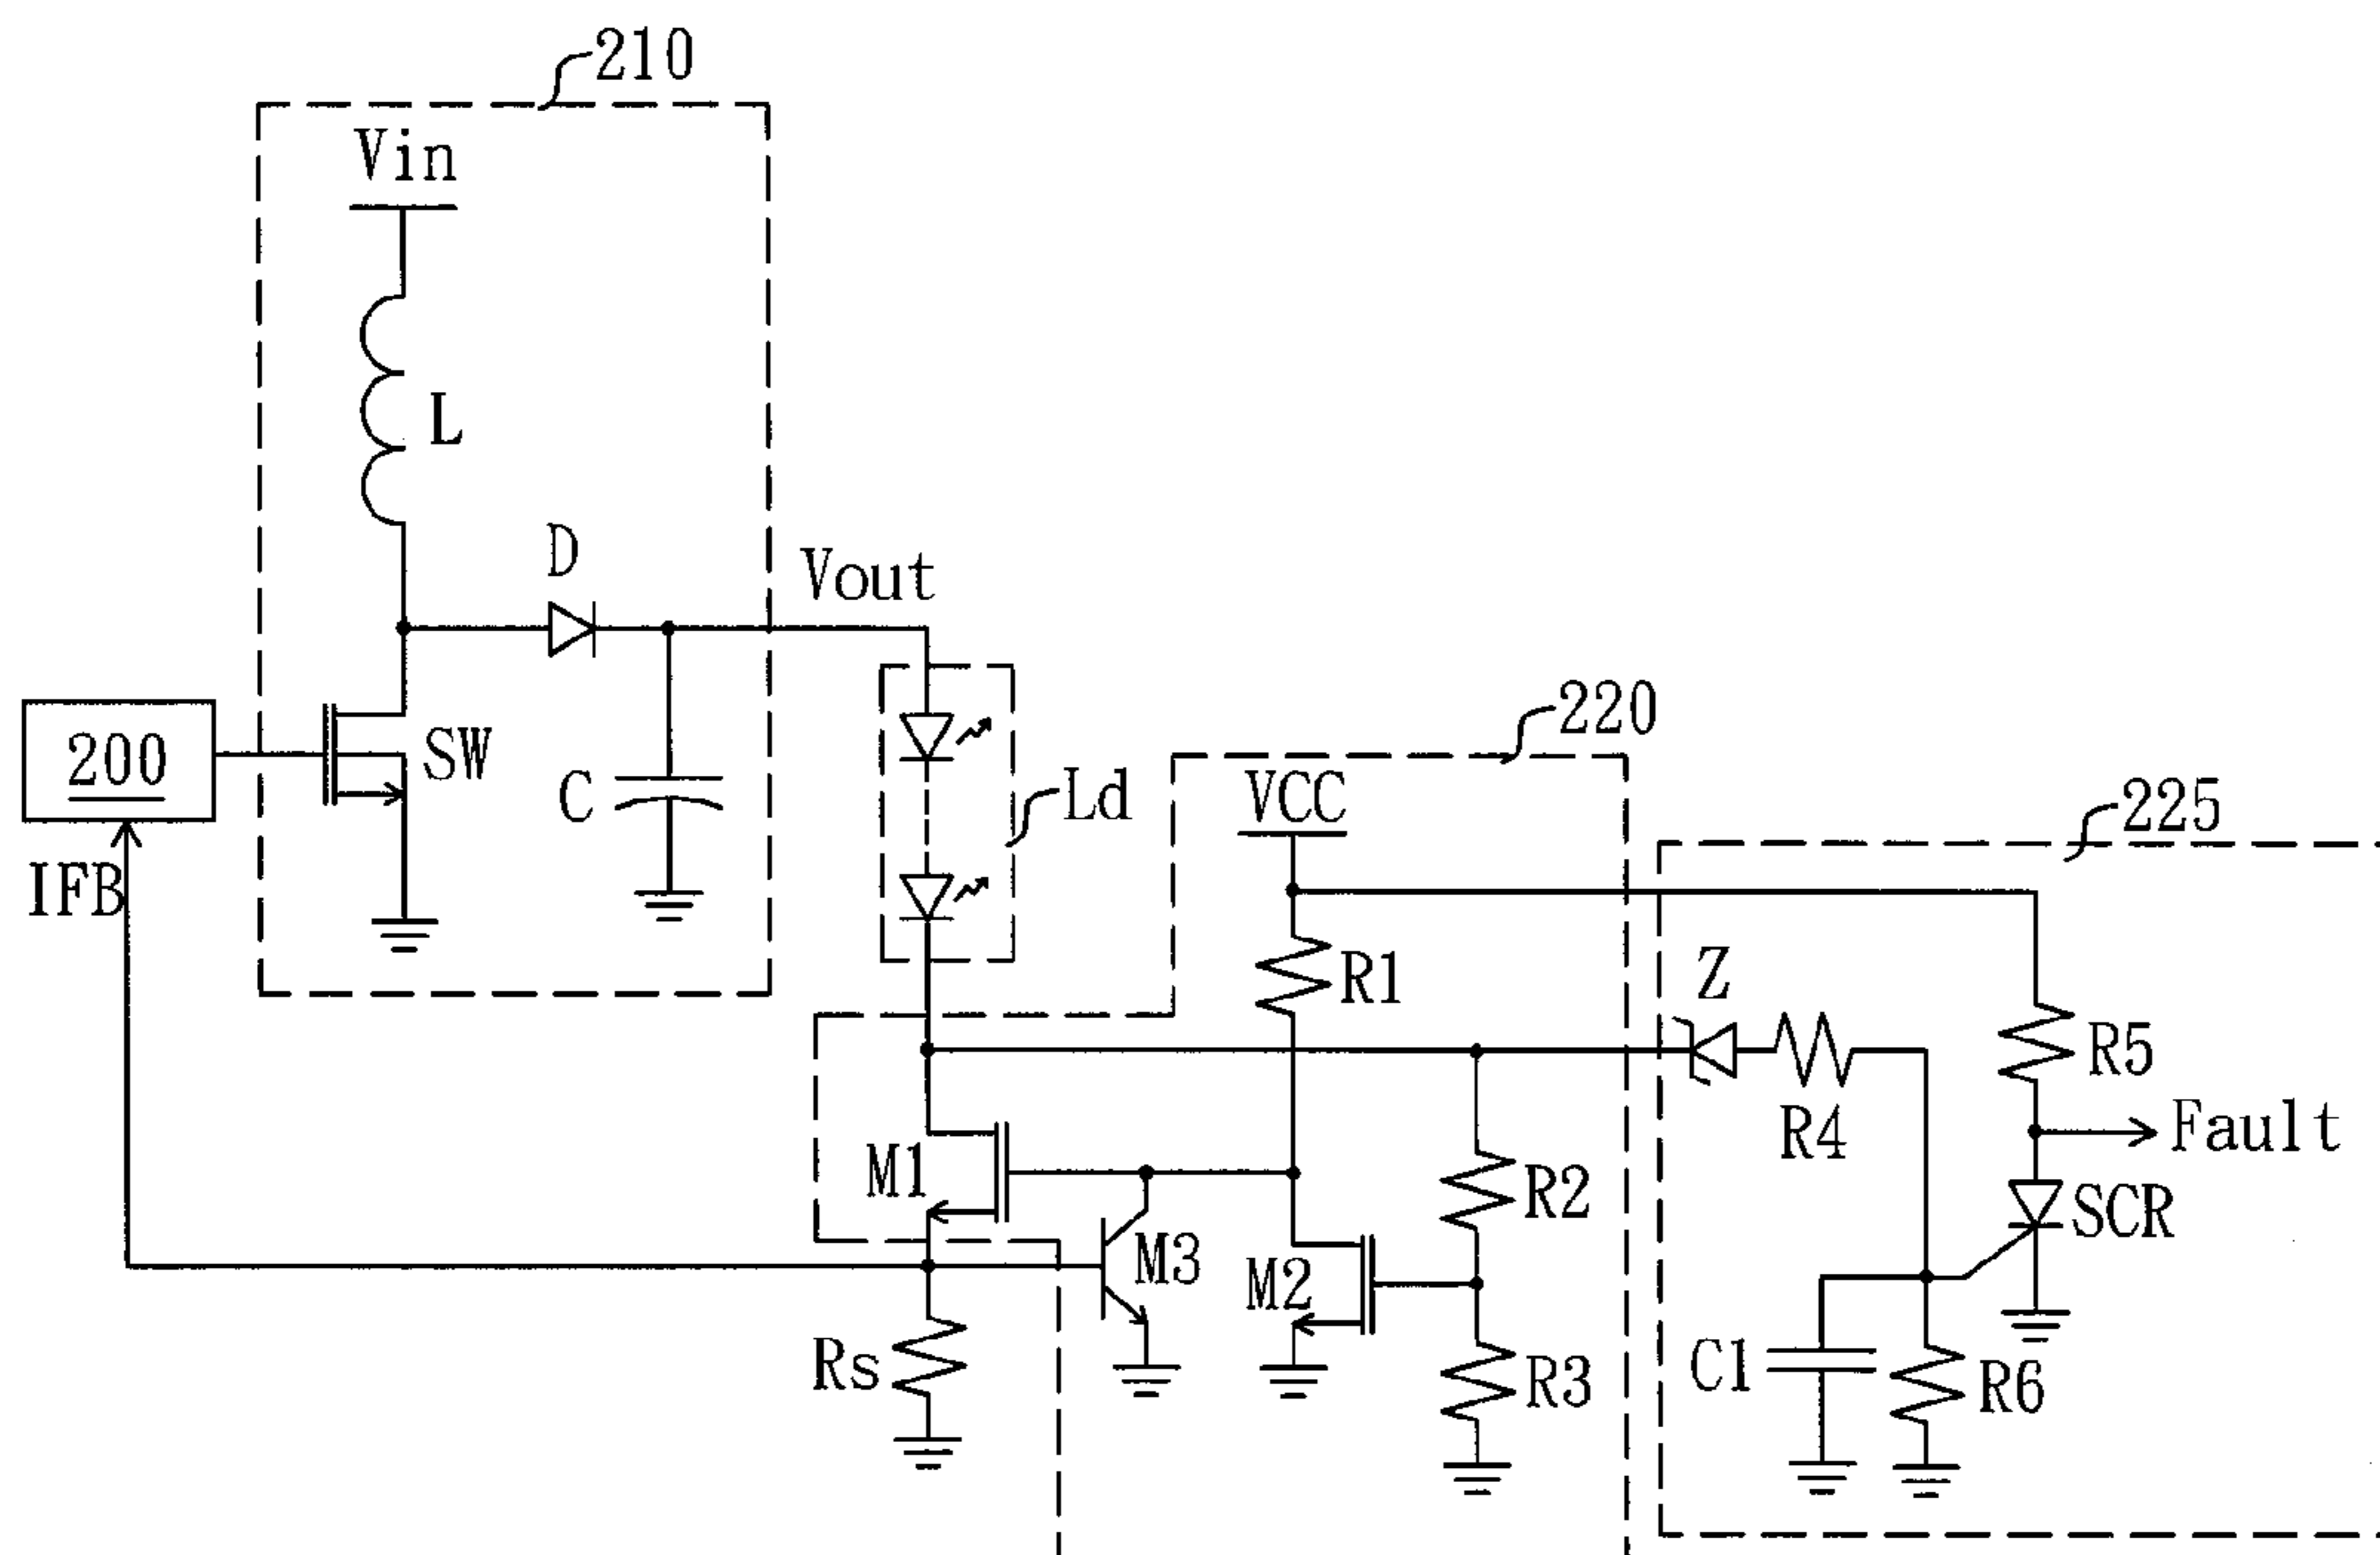 210
Vin
L
D
Vout
200
SW
C
IFB
Ld
220
VCC
225
R1
Z
R5
R4
Fault
M1
R2
SCR
M3
M2
Rs
R3
C1
R6